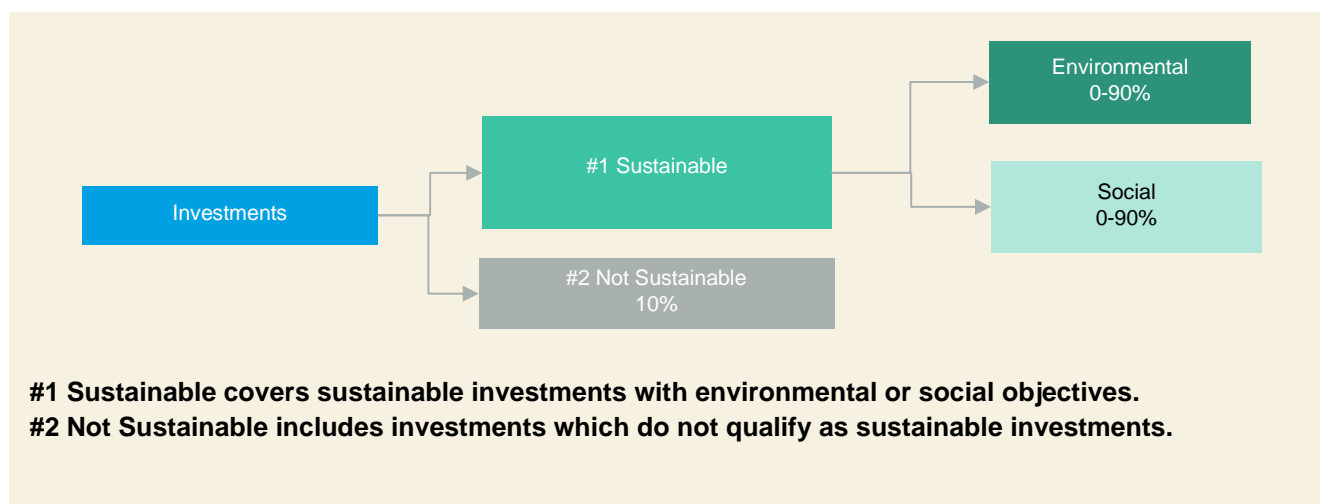 Environmental
0-90%
#1 Sustainable
Social
0-90%
Investments
#2 Not Sustainable
10%
#1 Sustainable covers sustainable investments with environmental or social objectives.
#2 Not Sustainable includes investments which do not qualify as sustainable investments.